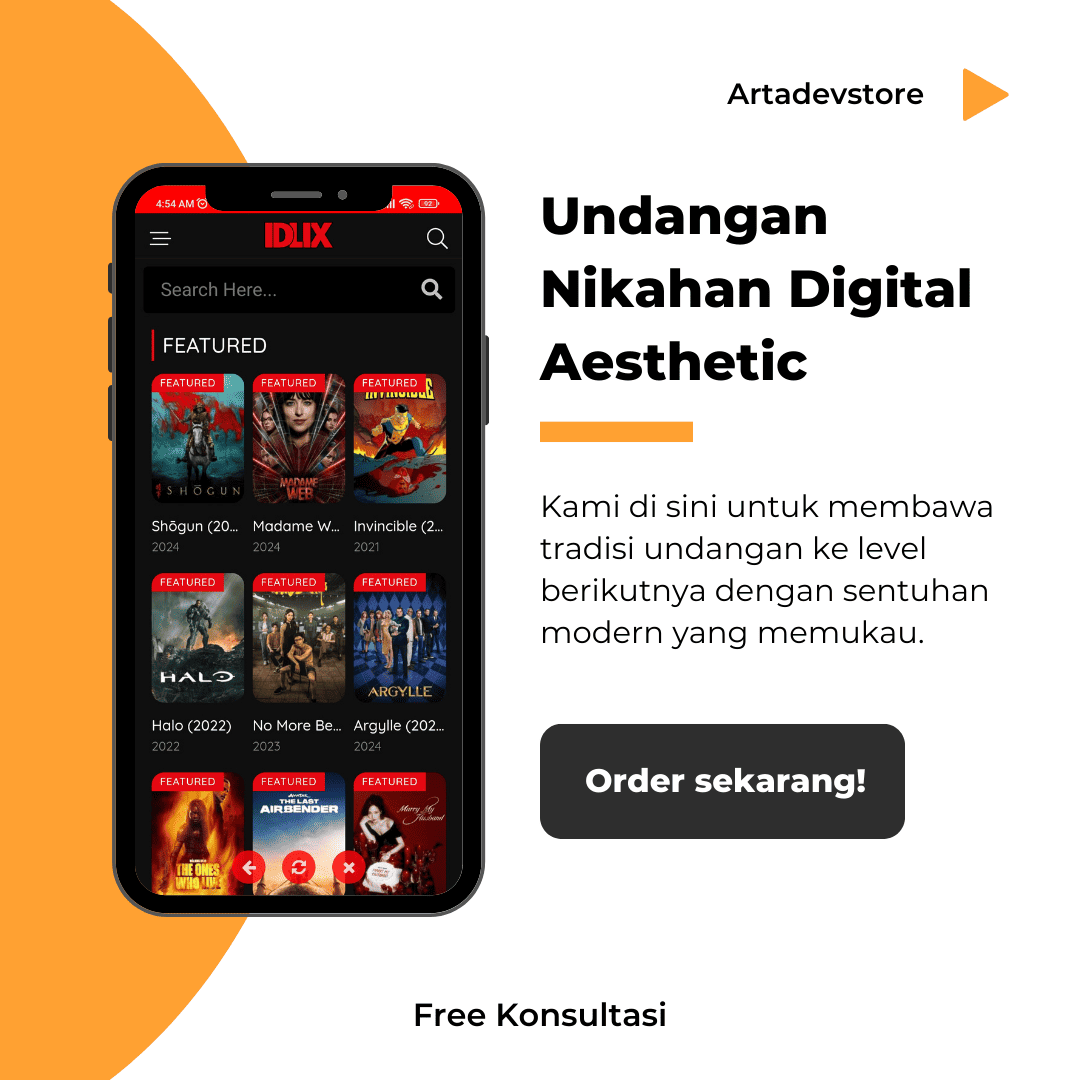 Artadevstore
Undangan
Nikahan Digital
Aesthetic
Kami di sini untuk membawa
tradisi undangan ke level
berikutnya dengan sentuhan
modern yang memukau.
Order sekarang!
Free Konsultasi
4:54 AM 92
IDLIX
Search Here...
FEATURED
FEATURED FEATURED FEATURED
INVINCIBLE
SHŌGUN MADAME WEB
Shōgun (20... Madame W... Invincible (2...
2024 2024 2021
FEATURED FEATURED FEATURED
HALO ARGYLLE
Halo (2022) No More Be... Argylle (202...
2022 2023 2024
FEATURED FEATURED FEATURED
AVATAR
THE LAST
AIRBENDER
Marry My
Husband
THE ONES
WHO LIVE